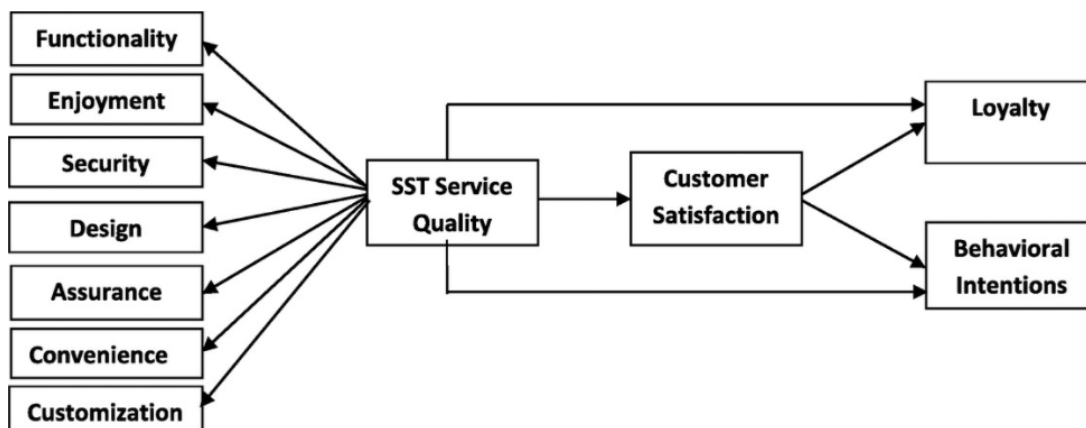 Functionality
Enjoyment
Security
Design
Assurance
Convenience
Customization
SST Service
Quality
Customer
Satisfaction
Loyalty
Behavioral
Intentions